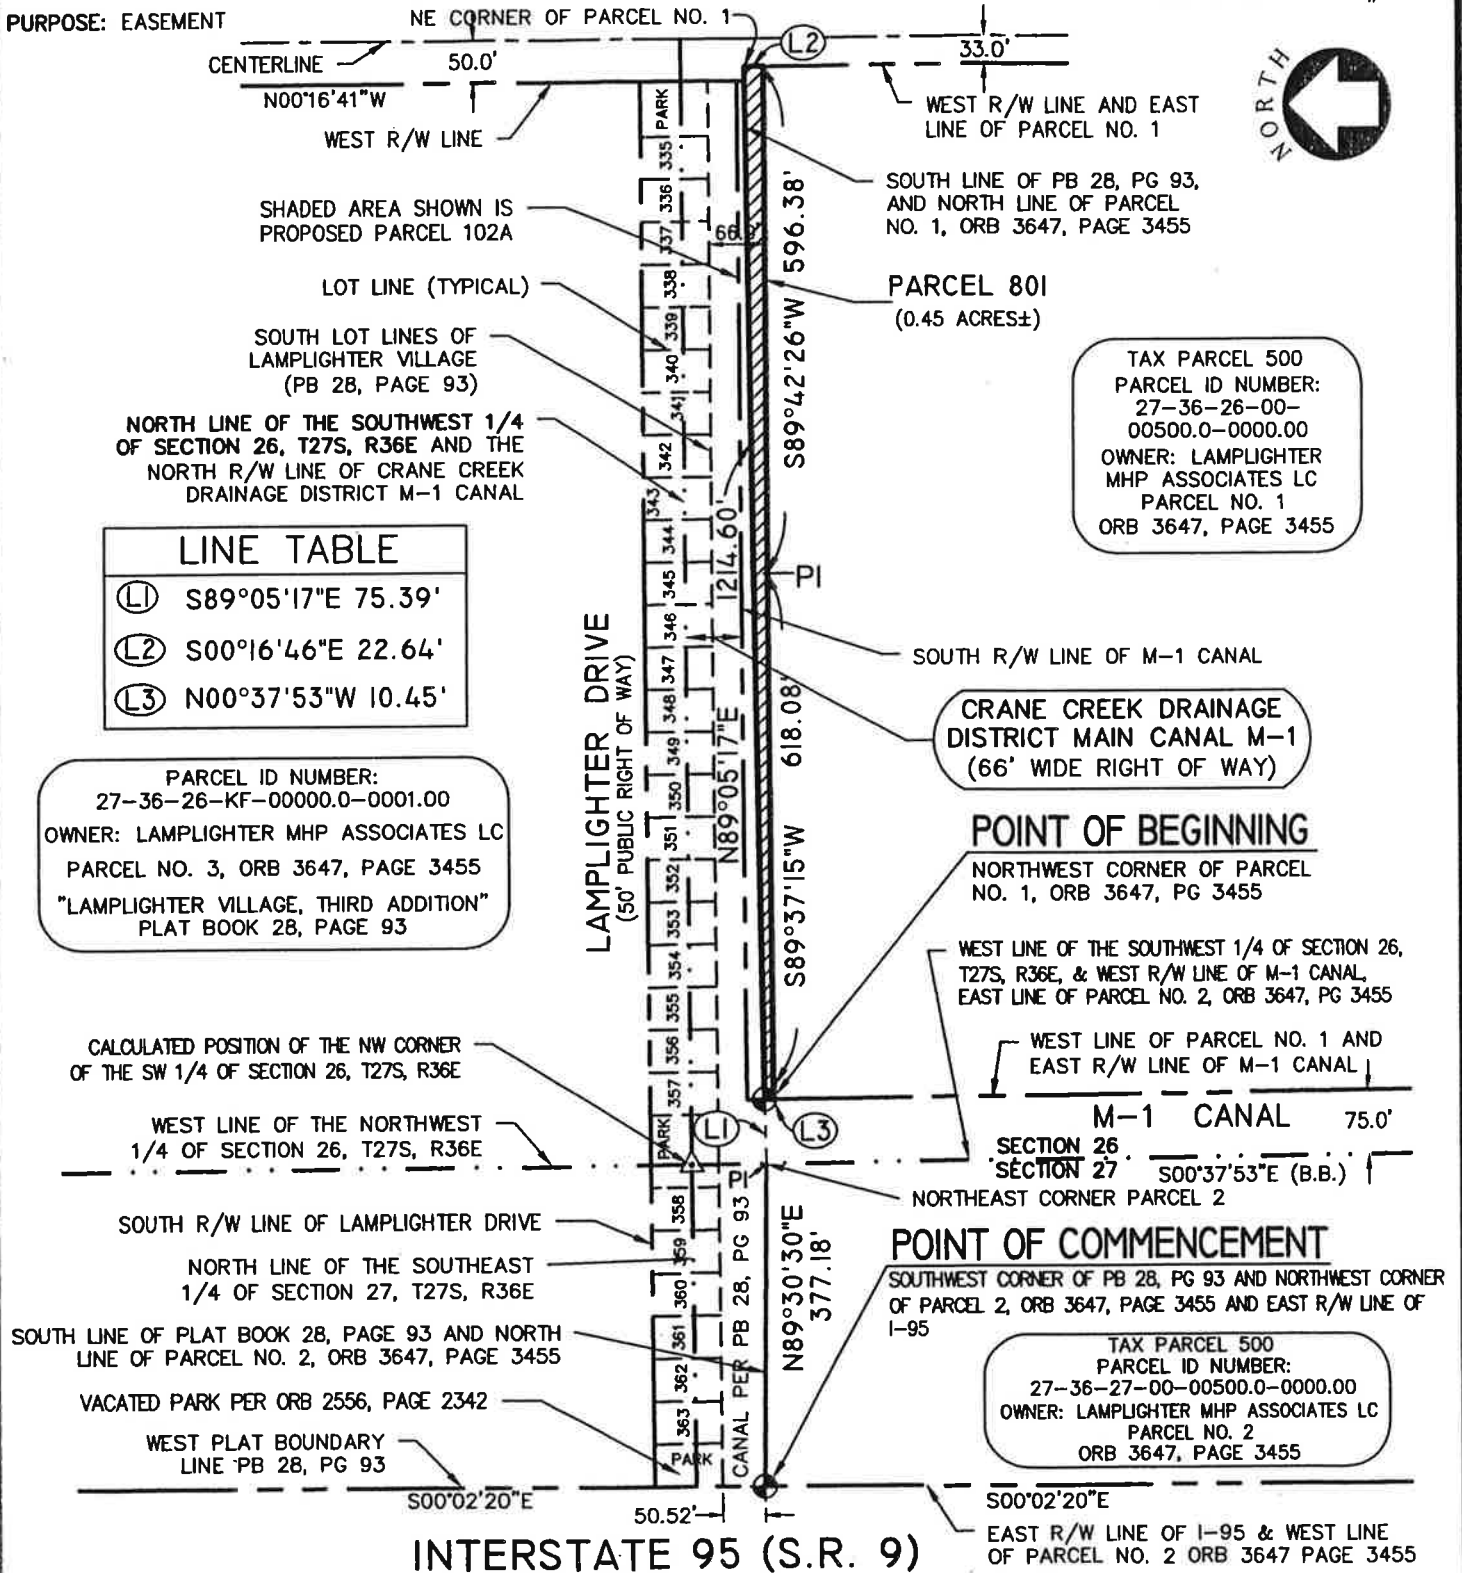 PURPOSE: EASEMENT
NE CORNER OF PARCEL NO. 1
L2
CENTERLINE
50.0'
33.0'
N00°16'41"W
WEST R/W LINE
WEST R/W LINE AND EAST
LINE OF PARCEL NO. 1
NORTH
SHADED AREA SHOWN IS
PROPOSED PARCEL 102A
SOUTH LINE OF PB 28, PG 93,
AND NORTH LINE OF PARCEL
NO. 1, ORB 3647, PAGE 3455
LOT LINE (TYPICAL)
PARCEL 801
(0.45 ACRES±)
SOUTH LOT LINES OF
LAMPLIGHTER VILLAGE
(PB 28, PAGE 93)
TAX PARCEL 500
PARCEL ID NUMBER:
27-36-26-00-
00500.0-0000.00
OWNER: LAMPLIGHTER
MHP ASSOCIATES LC
PARCEL NO. 1
ORB 3647, PAGE 3455
NORTH LINE OF THE SOUTHWEST 1/4
OF SECTION 26, T27S, R36E AND THE
NORTH R/W LINE OF CRANE CREEK
DRAINAGE DISTRICT M-1 CANAL
LINE TABLE
L1 S89°05'17"E 75.39'
L2 S00°16'46"E 22.64'
L3 N00°37'53"W 10.45'
PARK
335
336
337
338
339
340
341
342
343
344
345
346
347
348
349
350
351
352
353
354
355
356
357
PARK
358
359
360
361
362
363
PARK
S89°42'26"W 596.38'
1214.60'
N89°05'17"E
PI
S89°37'15"W 618.08'
LAMPLIGHTER DRIVE
(50' PUBLIC RIGHT OF WAY)
SOUTH R/W LINE OF M-1 CANAL
CRANE CREEK DRAINAGE
DISTRICT MAIN CANAL M-1
(66' WIDE RIGHT OF WAY)
PARCEL ID NUMBER:
27-36-26-KF-00000.0-0001.00
OWNER: LAMPLIGHTER MHP ASSOCIATES LC
PARCEL NO. 3, ORB 3647, PAGE 3455
"LAMPLIGHTER VILLAGE, THIRD ADDITION"
PLAT BOOK 28, PAGE 93
POINT OF BEGINNING
NORTHWEST CORNER OF PARCEL
NO. 1, ORB 3647, PG 3455
WEST LINE OF THE SOUTHWEST 1/4 OF SECTION 26,
T27S, R36E, & WEST R/W LINE OF M-1 CANAL,
EAST LINE OF PARCEL NO. 2, ORB 3647, PG 3455
CALCULATED POSITION OF THE NW CORNER
OF THE SW 1/4 OF SECTION 26, T27S, R36E
WEST LINE OF PARCEL NO. 1 AND
EAST R/W LINE OF M-1 CANAL
WEST LINE OF THE NORTHWEST
1/4 OF SECTION 26, T27S, R36E
L1
L3
M-1 CANAL 75.0'
SECTION 26
SECTION 27
S00°37'53"E (B.B.)
PI
NORTHEAST CORNER PARCEL 2
SOUTH R/W LINE OF LAMPLIGHTER DRIVE
NORTH LINE OF THE SOUTHEAST
1/4 OF SECTION 27, T27S, R36E
CANAL PER PB 28, PG 93
N89°30'30"E
377.18'
POINT OF COMMENCEMENT
SOUTHWEST CORNER OF PB 28, PG 93 AND NORTHWEST CORNER
OF PARCEL 2, ORB 3647, PAGE 3455 AND EAST R/W LINE OF
I-95
SOUTH LINE OF PLAT BOOK 28, PAGE 93 AND NORTH
LINE OF PARCEL NO. 2, ORB 3647, PAGE 3455
TAX PARCEL 500
PARCEL ID NUMBER:
27-36-27-00-00500.0-0000.00
OWNER: LAMPLIGHTER MHP ASSOCIATES LC
PARCEL NO. 2
ORB 3647, PAGE 3455
VACATED PARK PER ORB 2556, PAGE 2342
WEST PLAT BOUNDARY
LINE PB 28, PG 93
S00°02'20"E
50.52'
S00°02'20"E
EAST R/W LINE OF I-95 & WEST LINE
OF PARCEL NO. 2 ORB 3647 PAGE 3455
INTERSTATE 95 (S.R. 9)